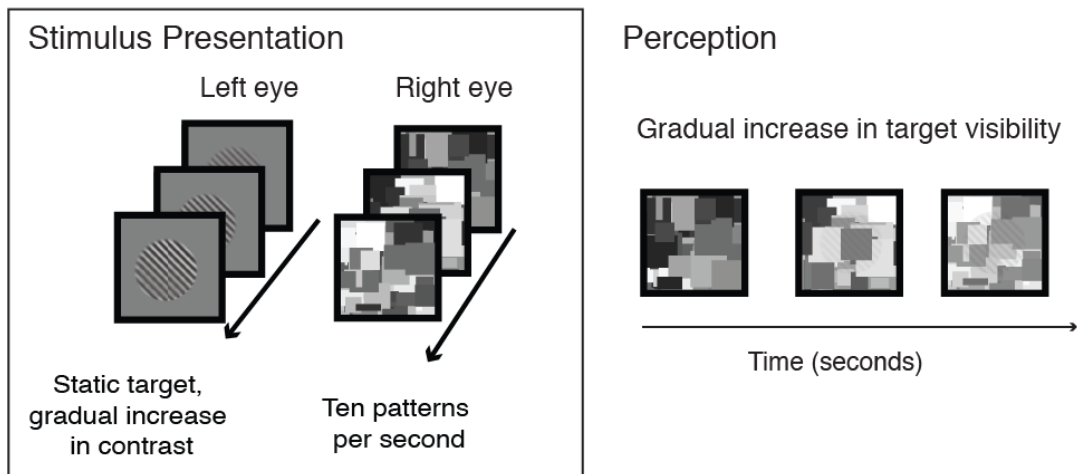 Stimulus Presentation
Left eye
Right eye
Static target,
gradual increase
in contrast
Ten patterns
per second
Perception
Gradual increase in target visibility
Time (seconds)